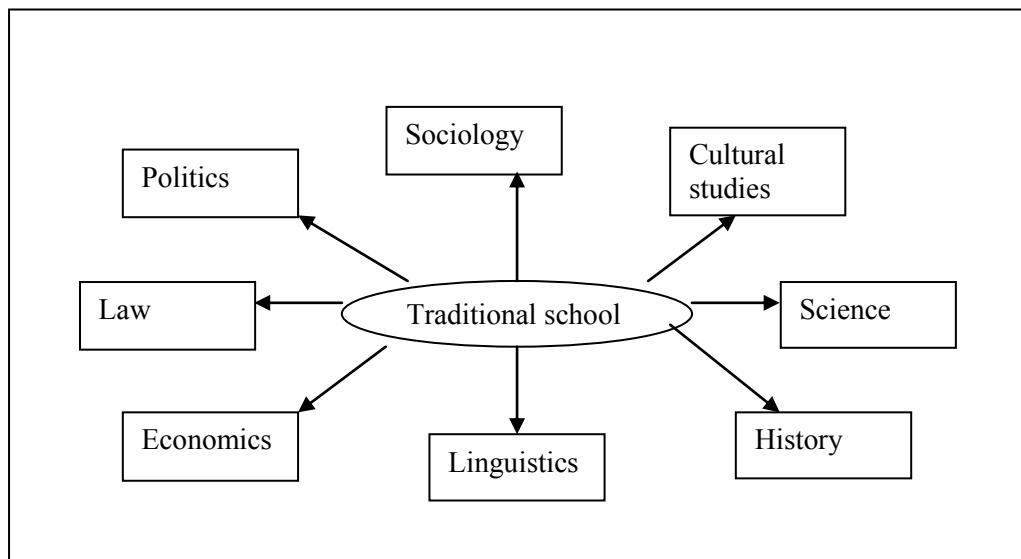 Sociology
Cultural
studies
Politics
Law
Traditional school
Science
Economics
Linguistics
History